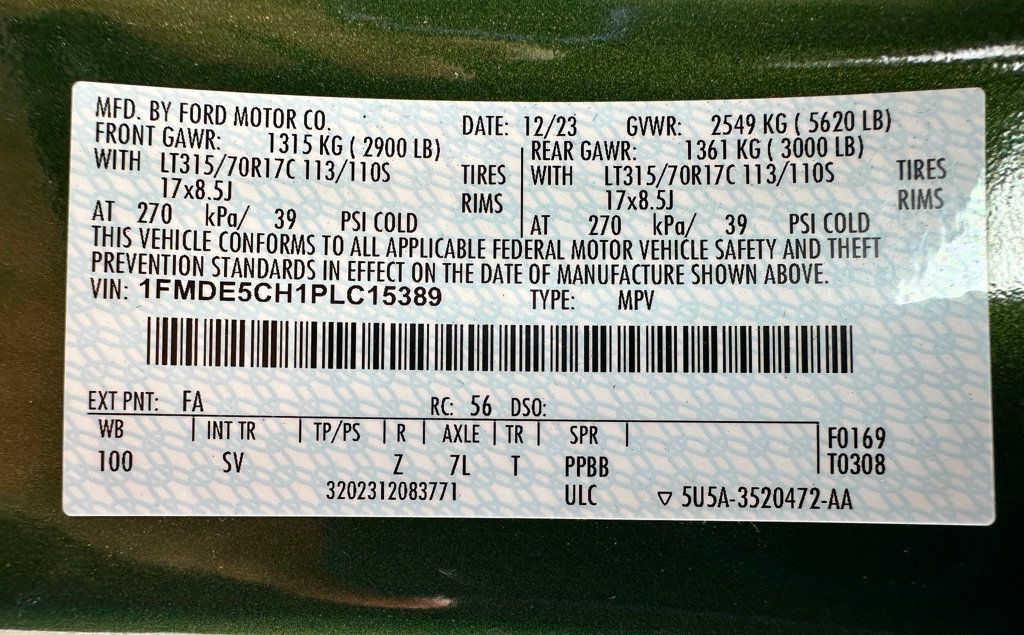 MFD. BY FORD MOTOR CO.
DATE: 12/23 GVWR: 2549 KG ( 5620 LB)
FRONT GAWR: 1315 KG ( 2900 LB) REAR GAWR: 1361 KG ( 3000 LB)
WITH LT315/70R17C 113/110S TIRES WITH LT315/70R17C 113/110S TIRES
17x8.5J RIMS 17x8.5J RIMS
AT 270 kPa/ 39 PSI COLD AT 270 kPa/ 39 PSI COLD
THIS VEHICLE CONFORMS TO ALL APPLICABLE FEDERAL MOTOR VEHICLE SAFETY AND THEFT
PREVENTION STANDARDS IN EFFECT ON THE DATE OF MANUFACTURE SHOWN ABOVE.
VIN: 1FMDE5CH1PLC15389 TYPE: MPV
EXT PNT: FA RC: 56 DSO:
WB | INT TR | TP/PS | R | AXLE | TR | SPR | F0169
100 SV Z 7L T PPBB T0308
3202312083771 ULC ▽ 5U5A-3520472-AA